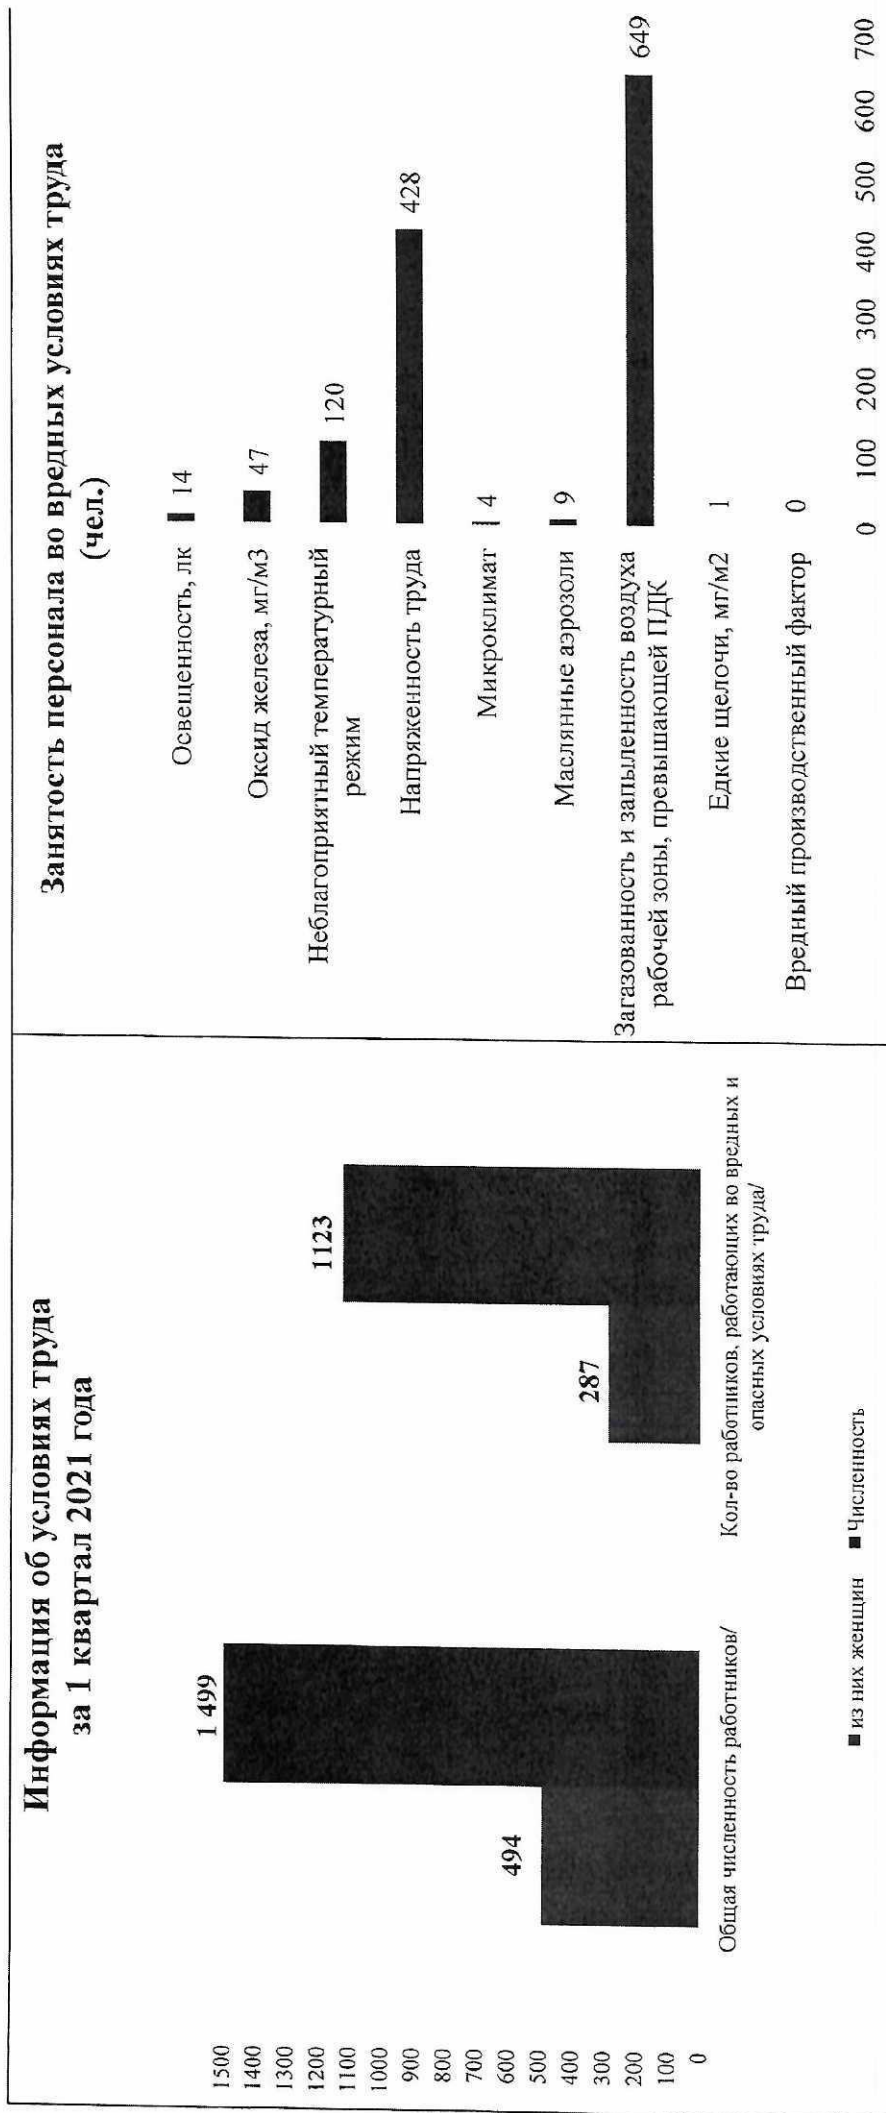 Информация об условиях труда
за 1 квартал 2021 года
1500
1400
1300
1200
1100
1000
900
800
700
600
500
400
300
200
100
0
494
1 499
287
1123
Общая численность работников/
Кол-во работников, работающих во вредных и
опасных условиях труда/
из них женщин
Численность
Занятость персонала во вредных условиях труда
(чел.)
Освещенность, лк 14
Оксид железа, мг/м3 47
Неблагоприятный температурный
режим
120
Напряженность труда 428
Микроклимат 4
Маслянные аэрозоли 9
Загазованность и запыленность воздуха
рабочей зоны, превышающей ПДК
649
Едкие щелочи, мг/м2 1
Вредный производственный фактор 0
0 100 200 300 400 500 600 700